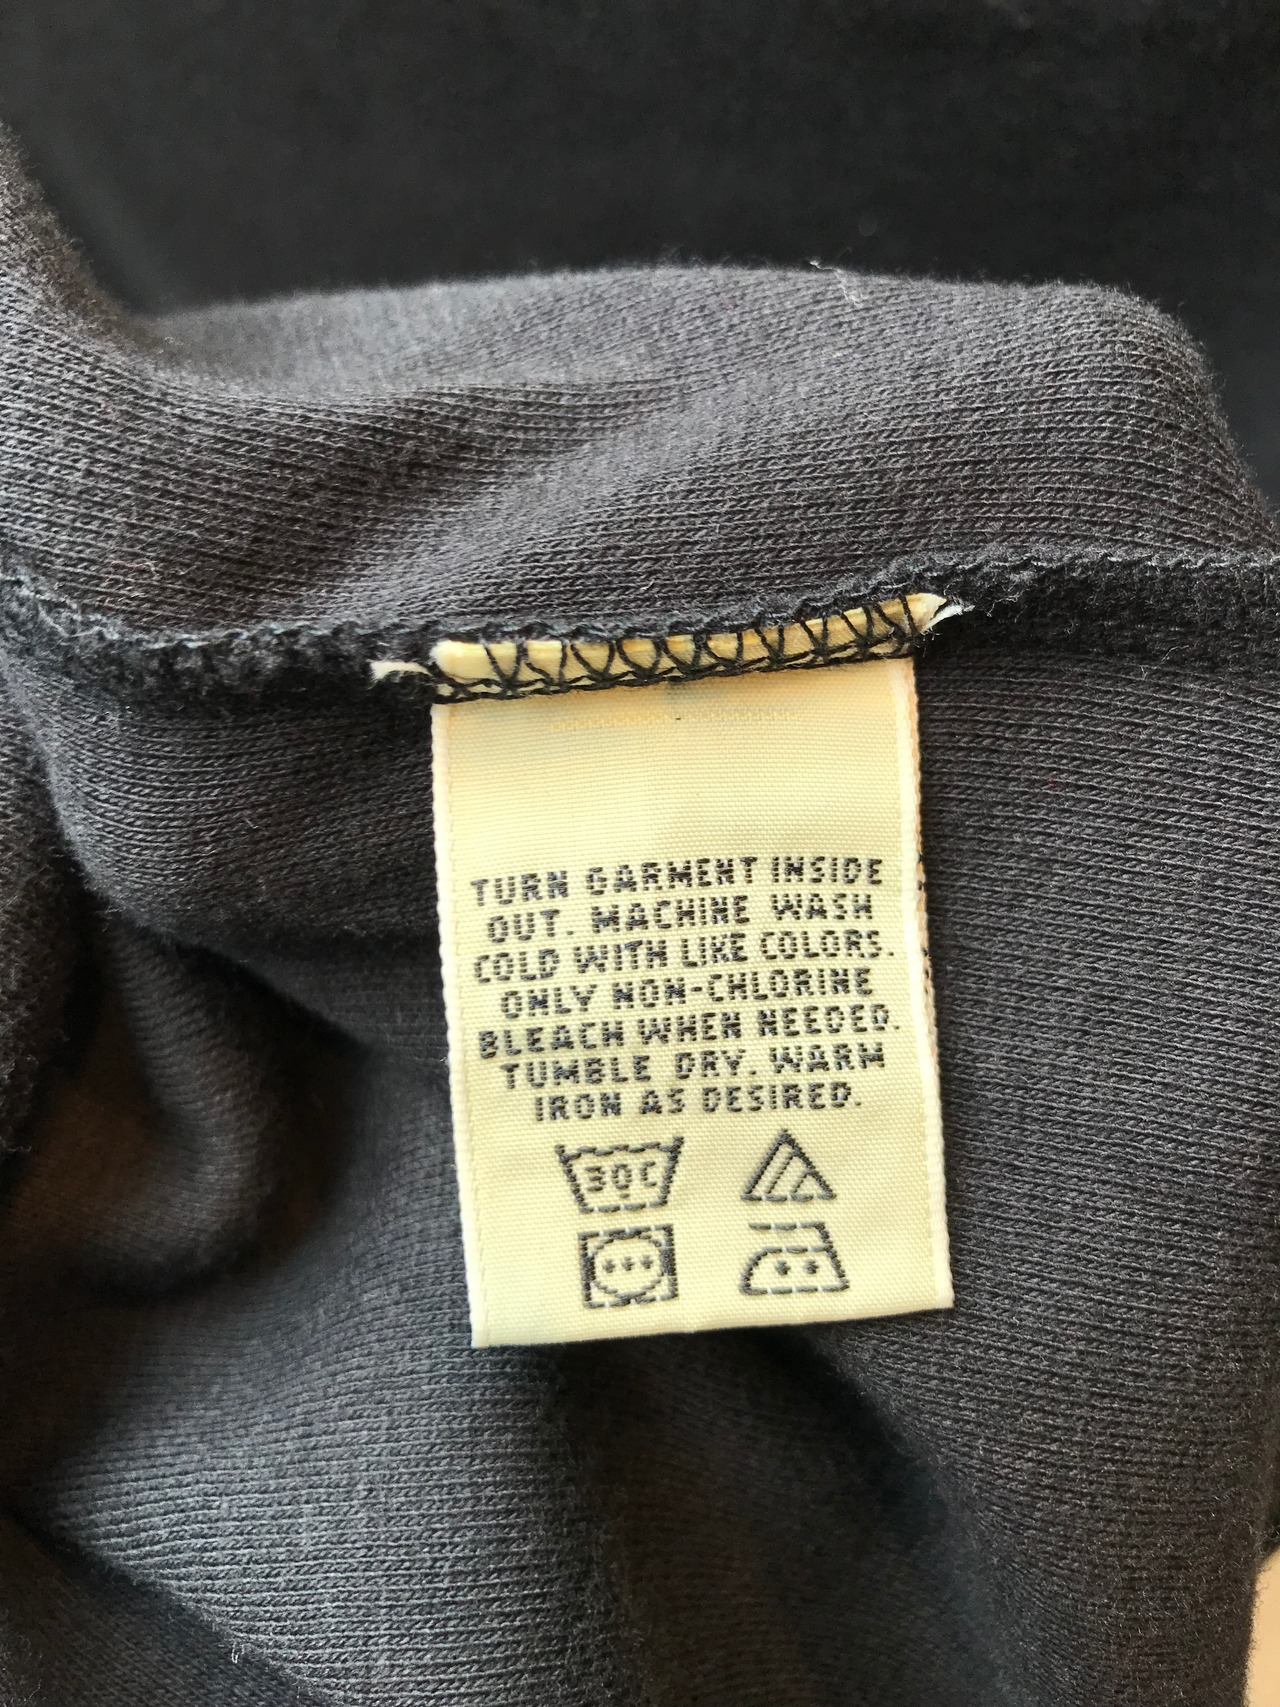 TURN GARMENT INSIDE
OUT. MACHINE WASH
COLD WITH LIKE COLORS.
ONLY NON-CHLORINE
BLEACH WHEN NEEDED.
TUMBLE DRY. WARM
IRON AS DESIRED.
30C